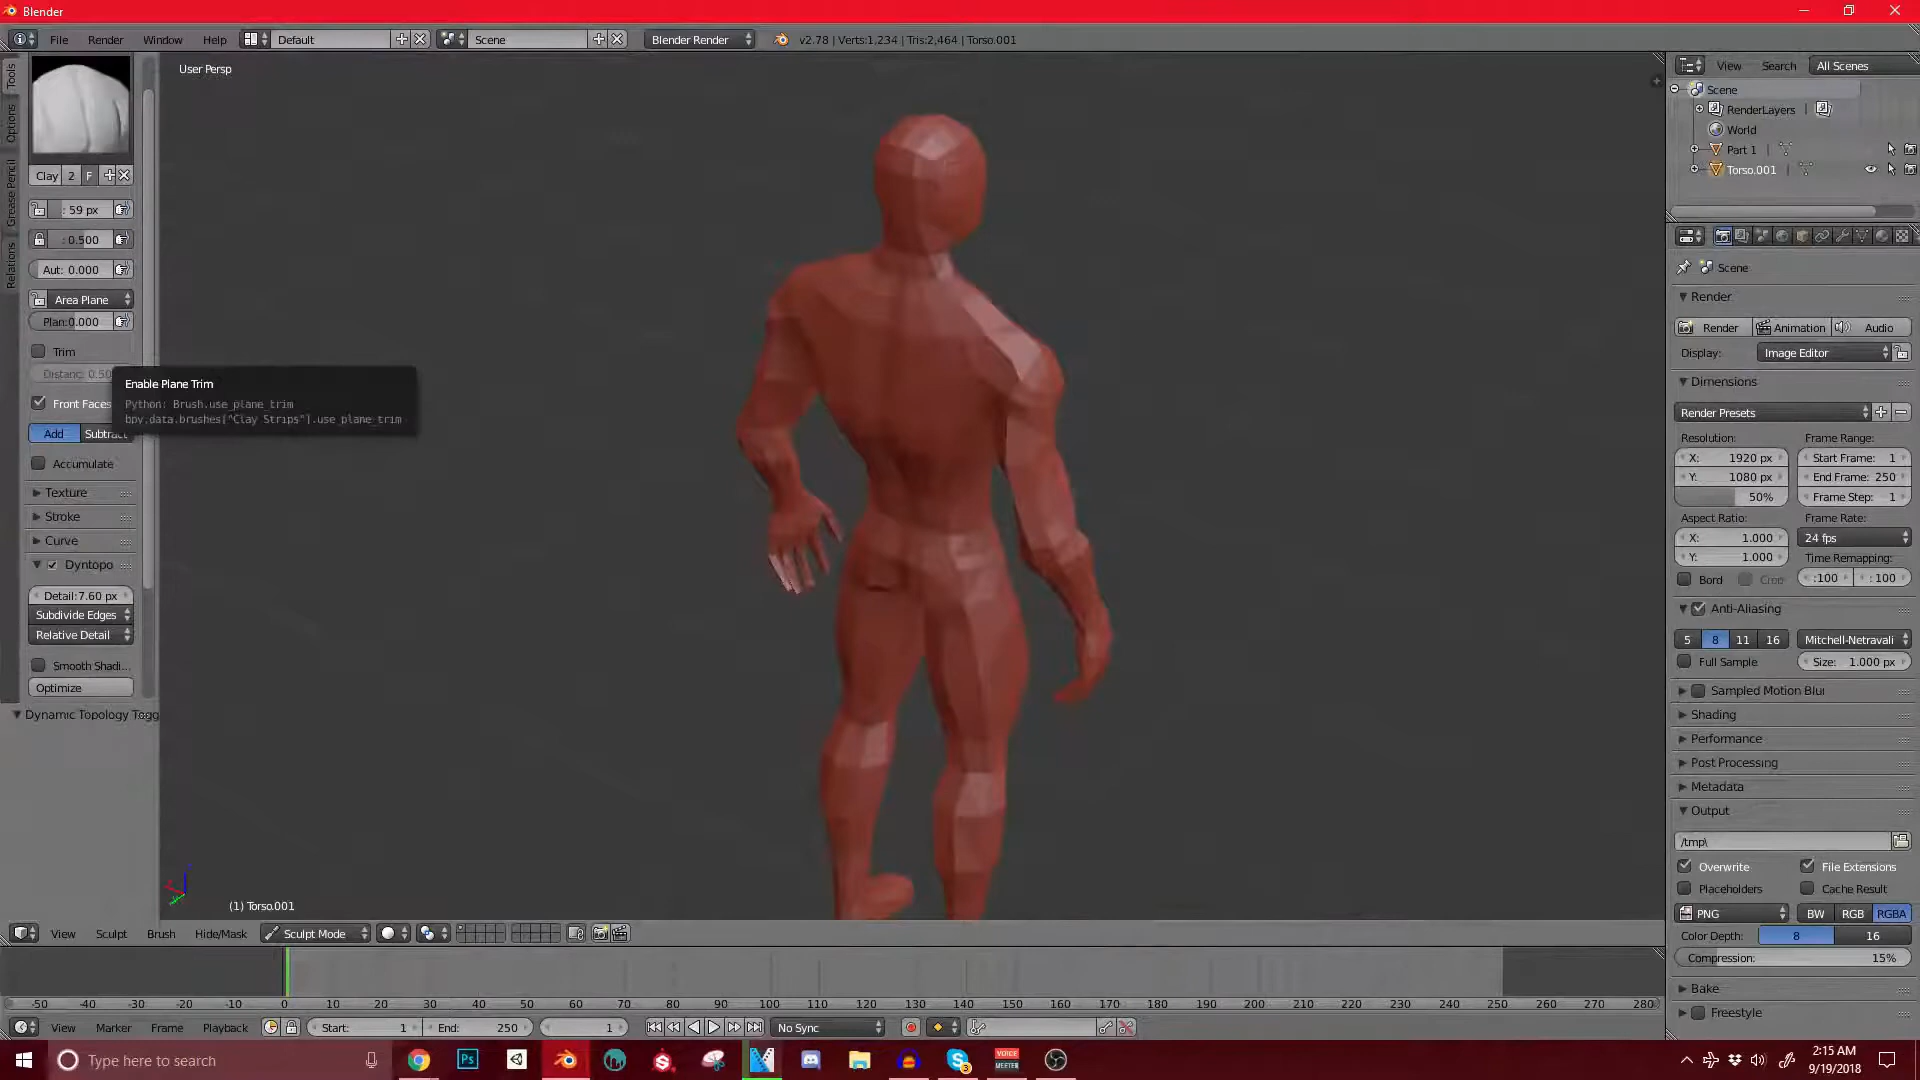 Blender
File Render Window Help Default Scene Blender Render v2.78 | Verts:1,234 | Tris:2,464 | Torso.001
User Persp
Tools
Options
Grease Pencil
Relations
Clay 2 F
: 59 px
: 0.500
Aut: 0.000
Area Plane
Plan:0.000
Trim
Distanc: 0.50
Front Faces
Add Subtract
Accumulate
Texture
Stroke
Curve
Dyntopo
Detail:7.60 px
Subdivide Edges
Relative Detail
Smooth Shadi...
Optimize
Dynamic Topology Togg
Enable Plane Trim
Python: Brush.use_plane_trim
bpy.data.brushes["Clay Strips"].use_plane_trim
(1) Torso.001
View Sculpt Brush Hide/Mask Sculpt Mode
-50 -40 -30 -20 -10 0 10 20 30 40 50 60 70 80 90 100 110 120 130 140 150 160 170 180 190 200 210 220 230 240 250 260 270 280
View Marker Frame Playback Start: 1 End: 250 1 No Sync
View Search All Scenes
Scene
RenderLayers
World
Part 1
Torso.001
Scene
Render
Render Animation Audio
Display: Image Editor
Dimensions
Render Presets
Resolution: Frame Range:
X: 1920 px Start Frame: 1
Y: 1080 px End Frame: 250
50% Frame Step: 1
Aspect Ratio: Frame Rate:
X: 1.000 24 fps
Y: 1.000 Time Remapping:
Bord Crop :100 : 100
Anti-Aliasing
5 8 11 16 Mitchell-Netravali
Full Sample Size: 1.000 px
Sampled Motion Blur
Shading
Performance
Post Processing
Metadata
Output
/tmp\
Overwrite File Extensions
Placeholders Cache Result
PNG BW RGB RGBA
Color Depth: 8 16
Compression: 15%
Bake
Freestyle
Type here to search
Ps
VOICE
MEETER
2:15 AM
9/19/2018